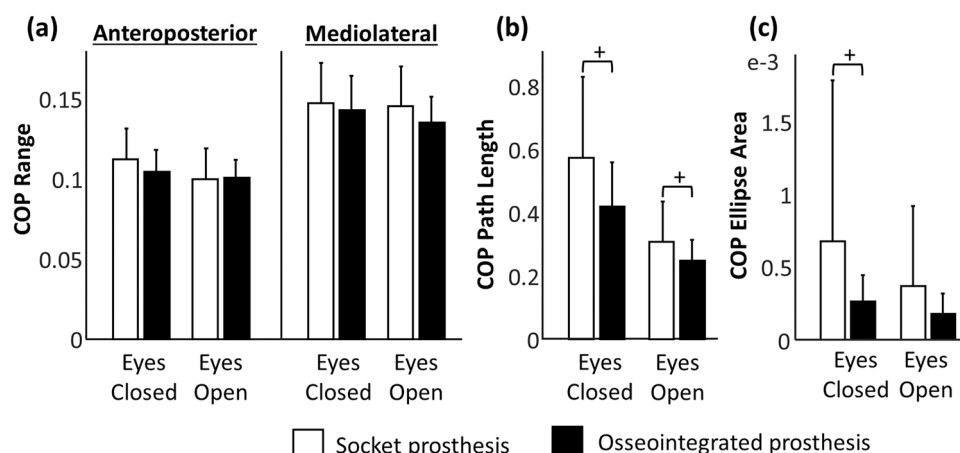 (a)
Anteroposterior
Mediolateral
COP Range
0.15
0.1
0.05
0
Eyes
Closed
Eyes
Open
Eyes
Closed
Eyes
Open
(b)
COP Path Length
0.8
0.6
0.4
0.2
0
+
+
Eyes
Closed
Eyes
Open
(c)
e-3
COP Ellipse Area
1.5
1
0.5
0
+
Eyes
Closed
Eyes
Open
Socket prosthesis
Osseointegrated prosthesis